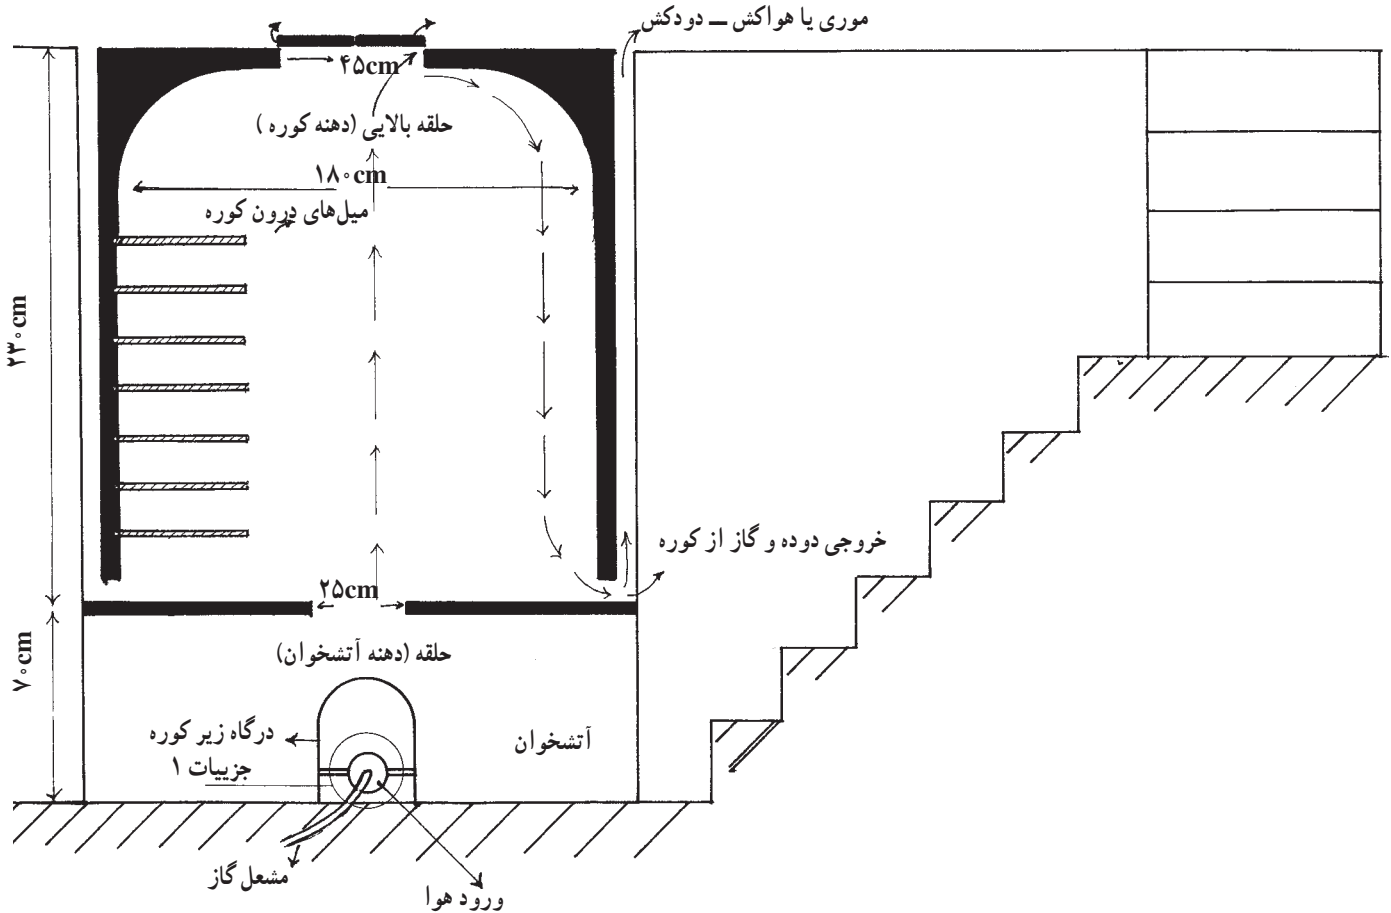 موری یا هواکش ــ دودکش
۴۵cm
حلقه بالایی (دهنه کوره )
۱۸۰cm
میل‌های درون کوره
۲۳۰cm
خروجی دوده و گاز از کوره
۲۵cm
حلقه (دهنه آتشخوان)
۷۰cm
درگاه زیر کوره
آتشخوان
جزییات ۱
مشعل گاز
ورود هوا